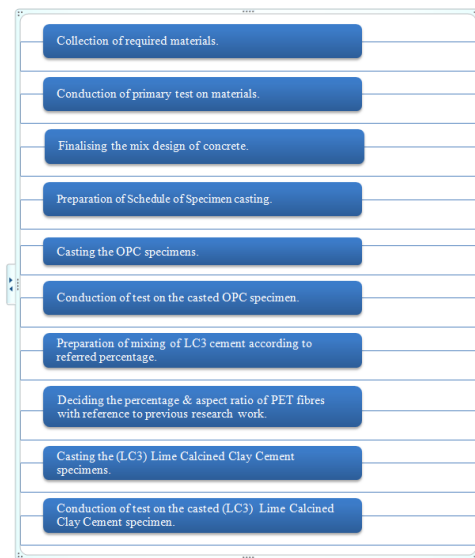 Collection of required materials.
Conduction of primary test on materials.
Finalising the mix design of concrete.
Preparation of Schedule of Specimen casting.
Casting the OPC specimens.
Conduction of test on the casted OPC specimen.
Preparation of mixing of LC3 cement according to
referred percentage.
Deciding the percentage & aspect ratio of PET fibres
with reference to previous research work.
Casting the (LC3) Lime Calcined Clay Cement
specimens.
Conduction of test on the casted (LC3) Lime Calcined
Clay Cement specimen.